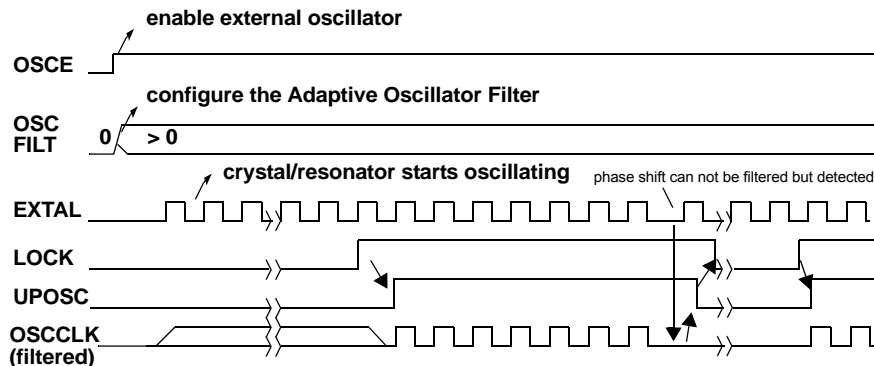 enable external oscillator
OSCE
configure the Adaptive Oscillator Filter
OSC
FILT
0 > 0
crystal/resonator starts oscillating
phase shift can not be filtered but detected
EXTAL
LOCK
UPOSC
OSCCLK
(filtered)